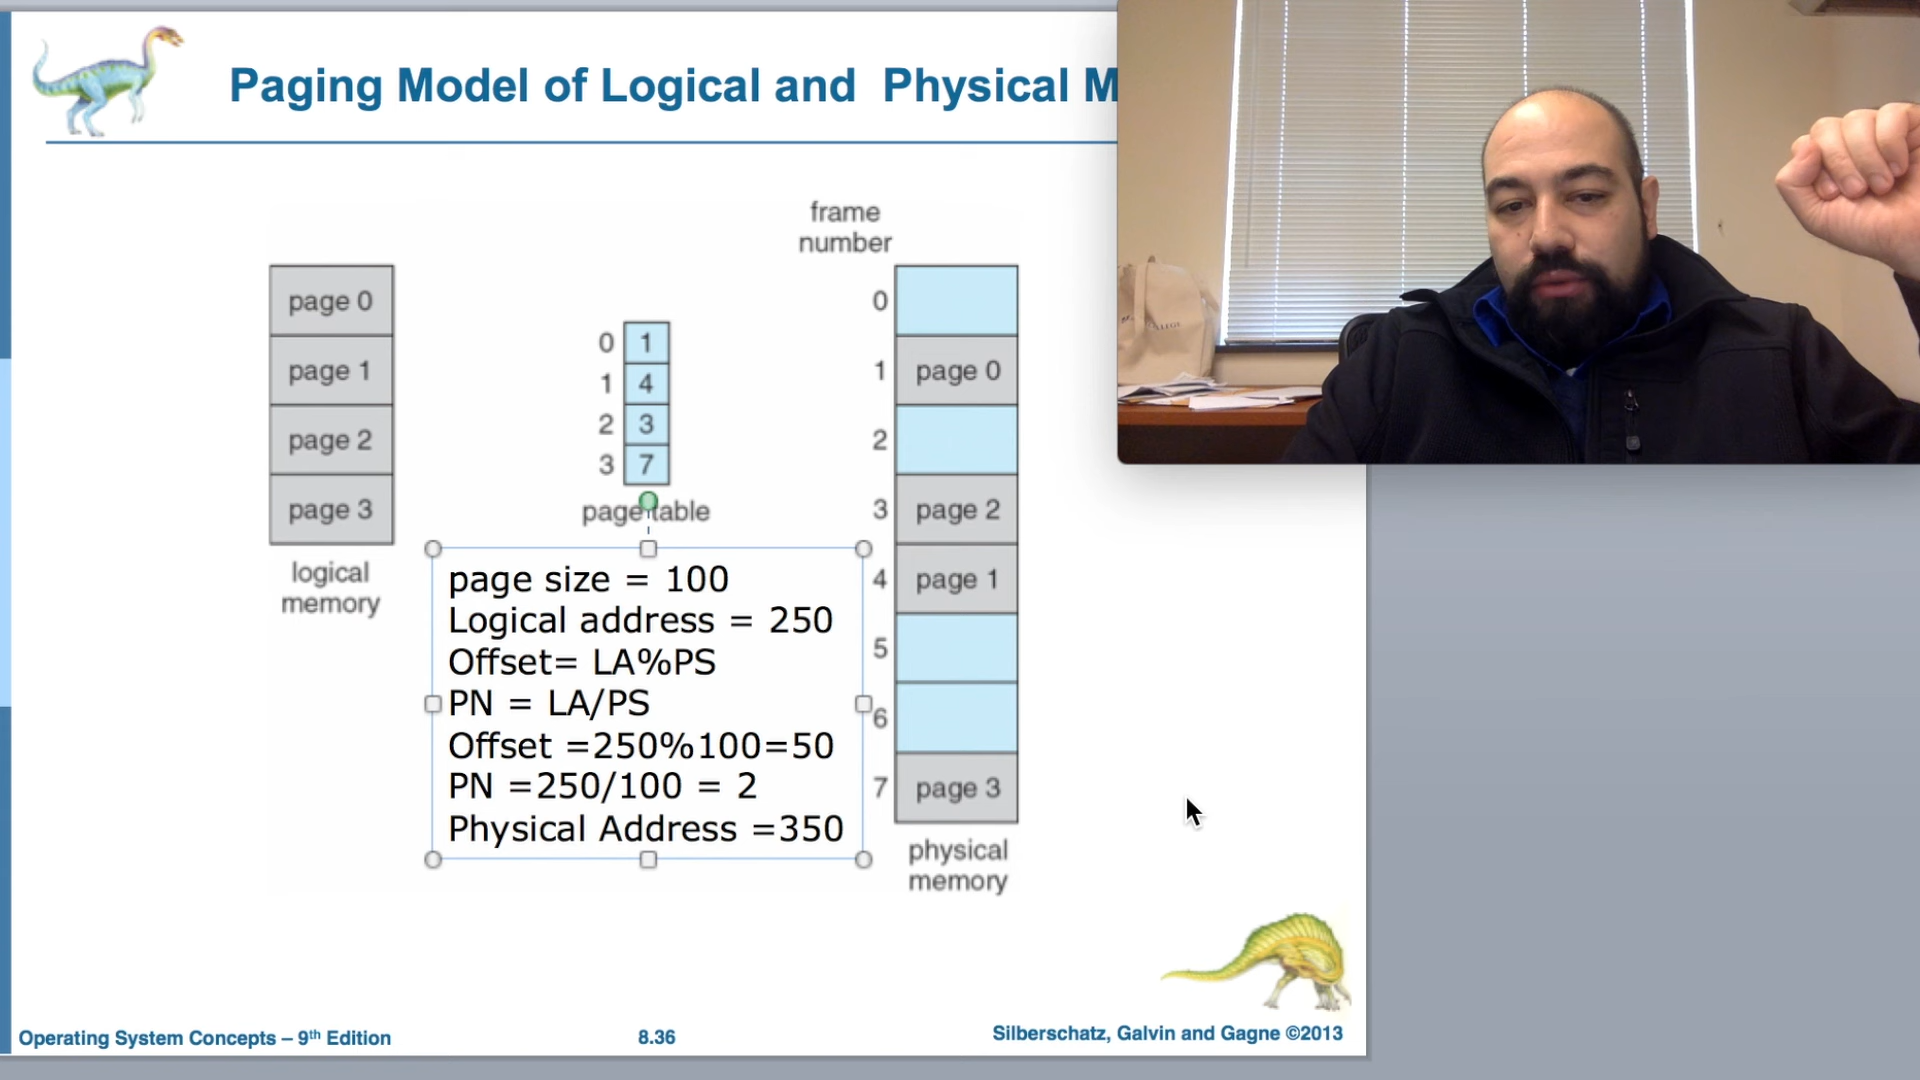 Paging Model of Logical and Physical M
frame
number
page 0
page 1
page 2
page 3
logical
memory
0 1
1 4
2 3
3 7
page table
0
1 page 0
2
3 page 2
4 page 1
5
6
7 page 3
physical
memory
page size = 100
Logical address = 250
Offset= LA%PS
PN = LA/PS
Offset =250%100=50
PN =250/100 = 2
Physical Address =350
Operating System Concepts – 9th Edition
8.36
Silberschatz, Galvin and Gagne ©2013